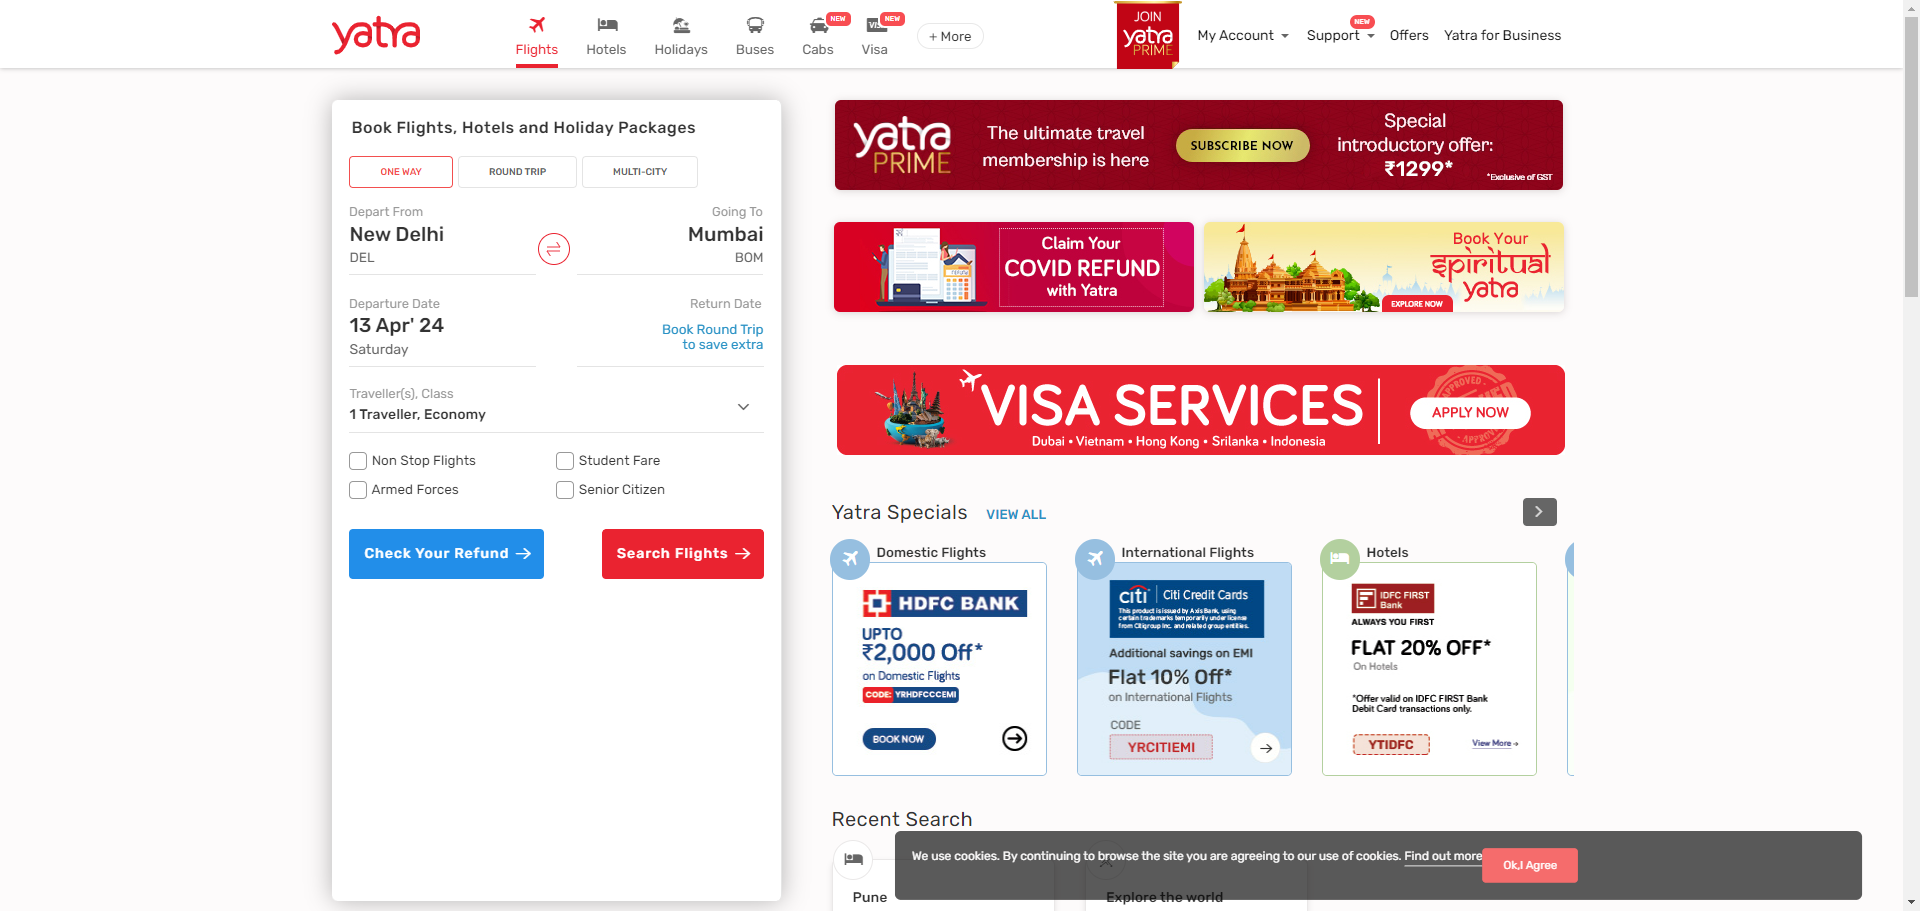 yatra
Flights
Hotels
Holidays
Buses
NEW
Cabs
NEW
VISA
Visa
+ More
JOIN
yatra
PRIME
My Account
NEW
Support
Offers
Yatra for Business
Book Flights, Hotels and Holiday Packages
ONE WAY
ROUND TRIP
MULTI-CITY
Depart From
New Delhi
DEL
Going To
Mumbai
BOM
Departure Date
13 Apr' 24
Saturday
Return Date
Book Round Trip
to save extra
Traveller(s), Class
1 Traveller, Economy
Non Stop Flights
Student Fare
Armed Forces
Senior Citizen
Check Your Refund
Search Flights
yatra
PRIME
The ultimate travel
membership is here
SUBSCRIBE NOW
Special
introductory offer:
₹1299*
*Exclusive of GST
Claim Your
COVID REFUND
with Yatra
Book Your
spiritual
yatra
EXPLORE NOW
VISA SERVICES
Dubai • Vietnam • Hong Kong • Srilanka • Indonesia
APPROVED
APPLY NOW
Yatra Specials
VIEW ALL
Domestic Flights
HDFC BANK
UPTO
₹2,000 Off*
on Domestic Flights
CODE: YRHDFCCCEMI
BOOK NOW
International Flights
citi
Citi Credit Cards
This product is issued by Axis Bank, using
certain trademarks temporarily under license
from Citigroup Inc. and related group entities.
Additional savings on EMI
Flat 10% Off*
on International Flights
CODE
YRCITIEMI
Hotels
IDFC FIRST
Bank
ALWAYS YOU FIRST
FLAT 20% OFF*
On Hotels
*Offer valid on IDFC FIRST Bank
Debit Card transactions only.
YTIDFC
View More
Recent Search
Pune
Explore the world
We use cookies. By continuing to browse the site you are agreeing to our use of cookies. Find out more
Ok,I Agree